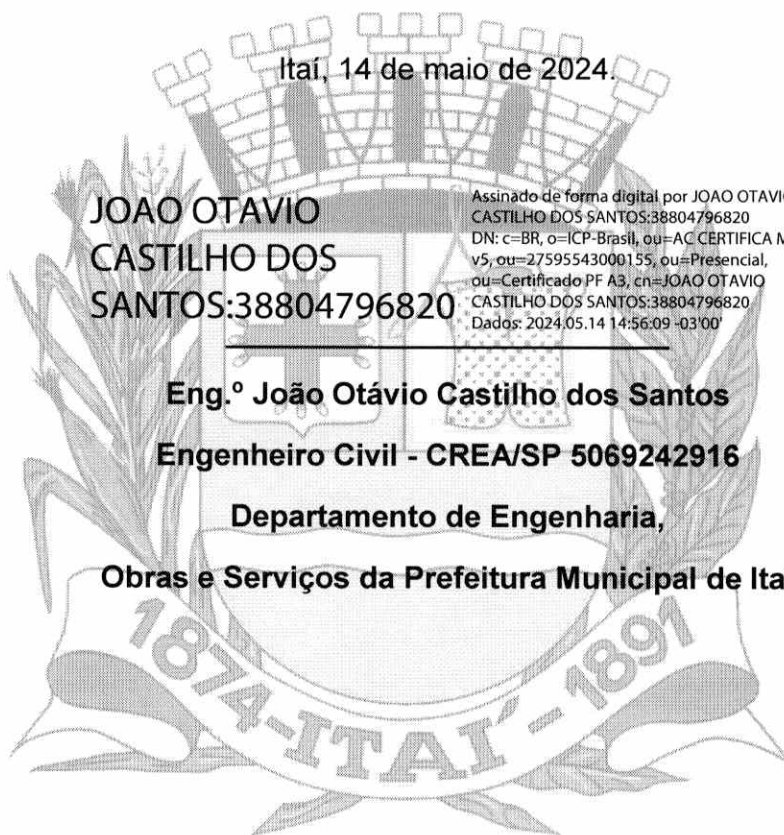 Itaí, 14 de maio de 2024.
JOAO OTAVIO
CASTILHO DOS
SANTOS:38804796820
Assinado de forma digital por JOAO OTAVIO
CASTILHO DOS SANTOS:38804796820
DN: c=BR, o=ICP-Brasil, ou=AC CERTIFICA M
v5, ou=27595543000155, ou=Presencial,
ou=Certificado PF A3, cn=JOAO OTAVIO
CASTILHO DOS SANTOS:38804796820
Dados: 2024.05.14 14:56:09 -03'00'
Eng.º João Otávio Castilho dos Santos
Engenheiro Civil - CREA/SP 5069242916
Departamento de Engenharia,
Obras e Serviços da Prefeitura Municipal de Ita
1874-ITAÍ-1891